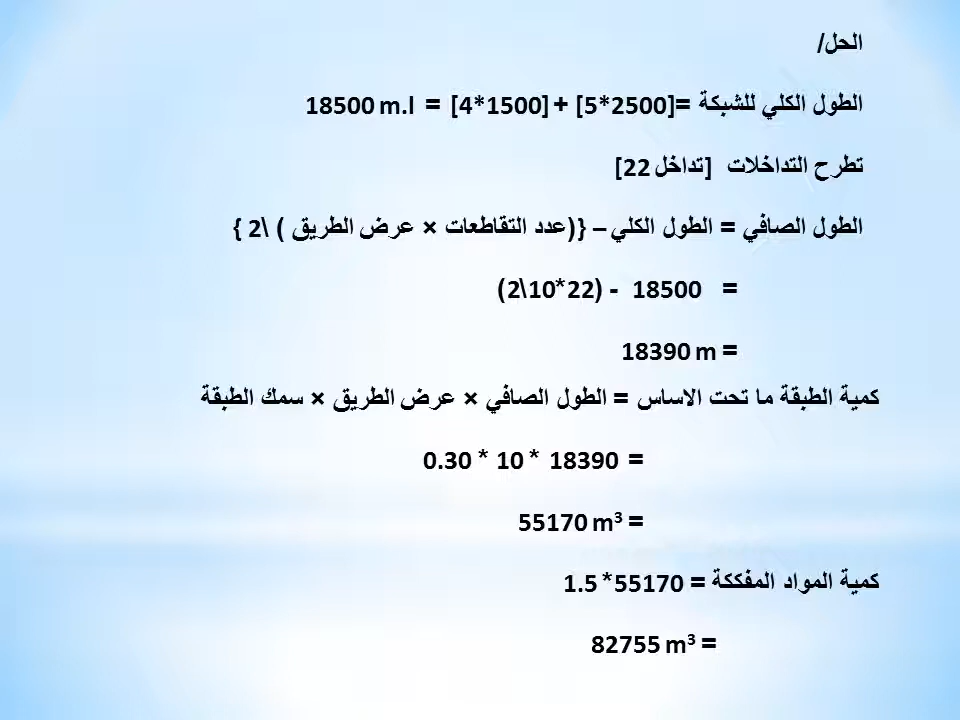 الحل/
الطول الكلي للشبكة =[2500*5] + [1500*4] = 18500 m.l
تطرح التداخلات [تداخل 22]
الطول الصافي = الطول الكلي – {(عدد التقاطعات × عرض الطريق ) \2 }
= 18500 - (22*10\2)
= 18390 m
كمية الطبقة ما تحت الاساس = الطول الصافي × عرض الطريق × سمك الطبقة
= 18390 * 10 * 0.30
= 55170 m³
كمية المواد المفككة = 55170* 1.5
= 82755 m³